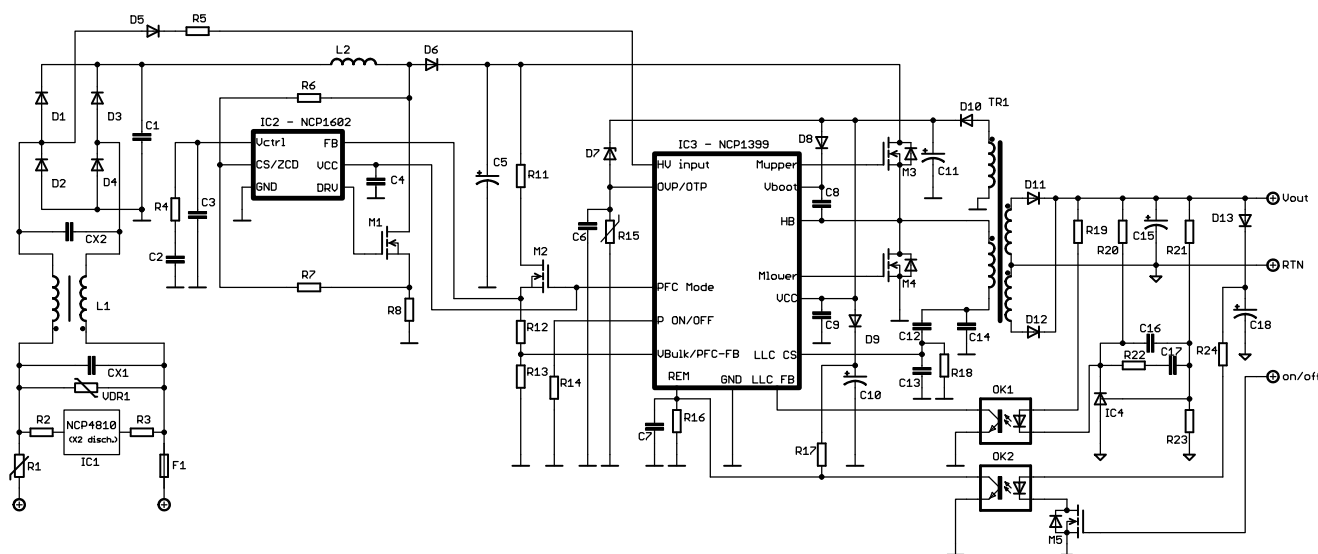 D5
R5
L2
D6
R6
D10
TR1
D1
D3
C1
IC2 - NCP1602
Vctrl
FB
CS/ZCD
VCC
GND
DRV
C4
C5
R11
D7
IC3 - NCP1399
D8
HV input
Mupper
M3
C11
OVP/OTP
Vboot
C8
D2
D4
R4
C3
M1
C6
R15
HB
D11
Vout
R19
R20
C15
R21
D13
CX2
C2
R7
M2
Mlower
M4
RTN
L1
R8
PFC Mode
VCC
C9
D9
C12
C14
D12
C18
R12
P ON/OFF
C16
R22
C17
R24
CX1
R13
R14
VBulk/PFC-FB
LLC CS
C13
R18
VDR1
REM
GND
LLC FB
C10
OK1
IC4
on/off
R2
NCP4810
(X2 disch.)
R3
IC1
C7
R16
R17
R23
R1
F1
OK2
M5